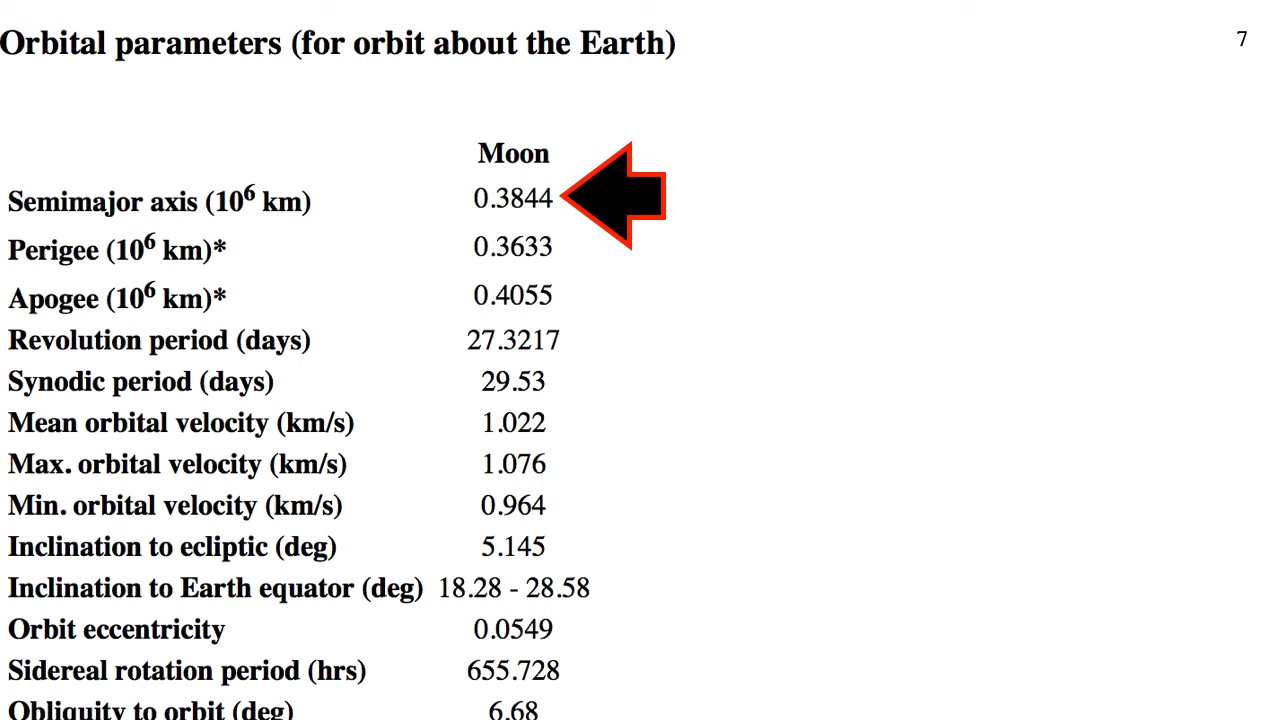 Orbital parameters (for orbit about the Earth)
7
Moon
Semimajor axis (10⁶ km) 0.3844
Perigee (10⁶ km)* 0.3633
Apogee (10⁶ km)* 0.4055
Revolution period (days) 27.3217
Synodic period (days) 29.53
Mean orbital velocity (km/s) 1.022
Max. orbital velocity (km/s) 1.076
Min. orbital velocity (km/s) 0.964
Inclination to ecliptic (deg) 5.145
Inclination to Earth equator (deg) 18.28 - 28.58
Orbit eccentricity 0.0549
Sidereal rotation period (hrs) 655.728
Obliquity to orbit (deg) 6.68